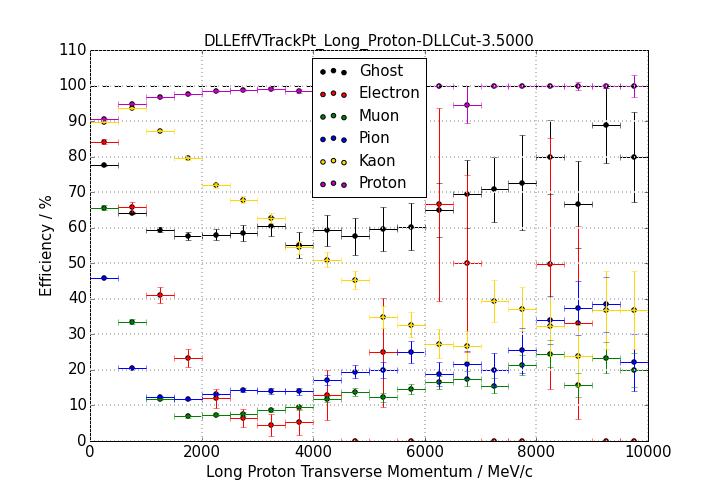 DLLEffVTrackPt_Long_Proton-DLLCut-3.5000
110
100
90
80
70
60
50
40
30
20
10
0
Efficiency / %
Ghost
Electron
Muon
Pion
Kaon
Proton
0 2000 4000 6000 8000 10000
Long Proton Transverse Momentum / MeV/c